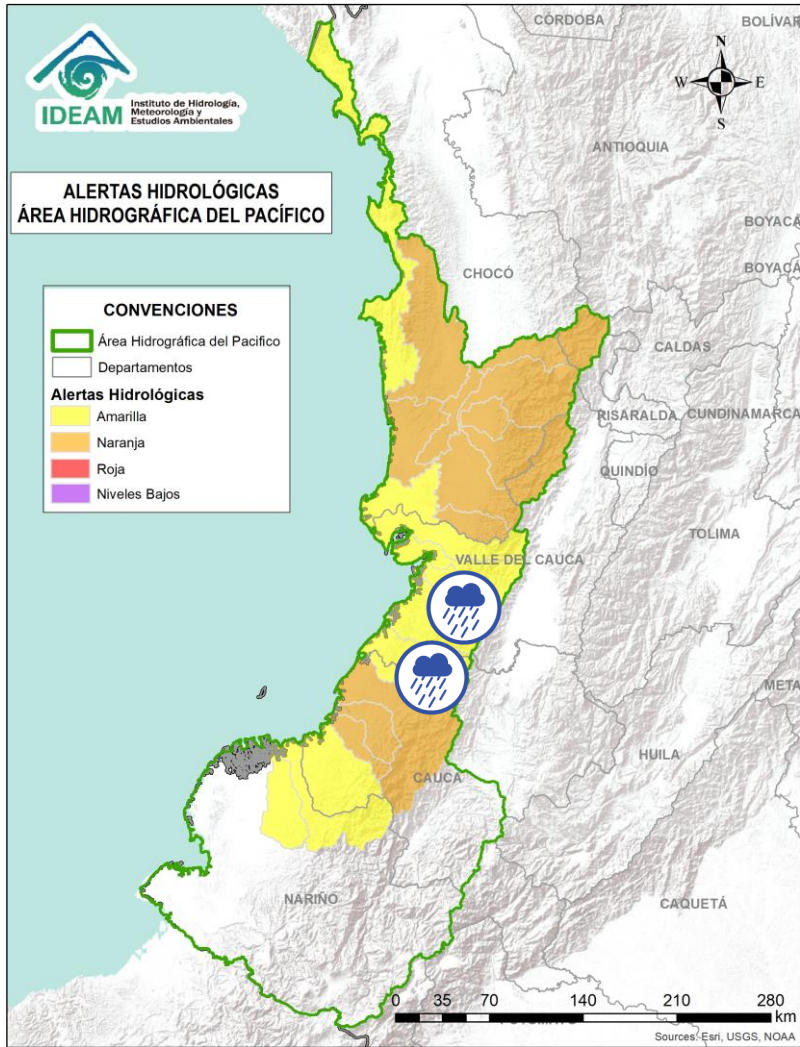 CÓRDOBA
BOLÍVAR
N
W
E
S
IDEAM
Instituto de Hidrología,
Meteorología y
Estudios Ambientales
ANTIOQUIA
ALERTAS HIDROLÓGICAS
ÁREA HIDROGRÁFICA DEL PACÍFICO
BOYACÁ
BOYACÁ
CHOCÓ
CONVENCIONES
Área Hidrográfica del Pacifico
Departamentos
Alertas Hidrológicas
Amarilla
Naranja
Roja
Niveles Bajos
CALDAS
RISARALDA
CUNDINAMARCA
QUINDÍO
TOLIMA
VALLE DEL CAUCA
META
HUILA
CAUCA
NARIÑO
CAQUETÁ
0 35 70 140 210 280
km
Sources: Esri, USGS, NOAA